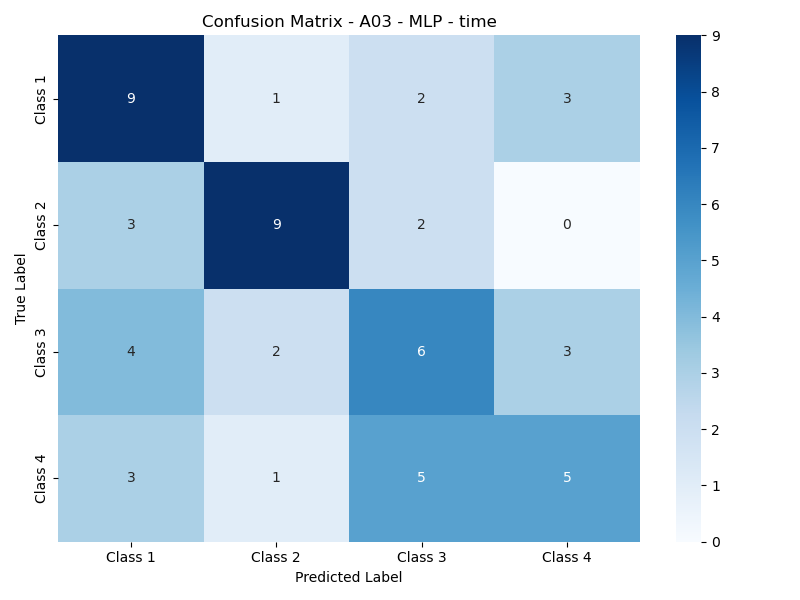 Confusion Matrix - A03 - MLP - time
True Label
Class 1
9 1 2 3
Class 2
3 9 2 0
Class 3
4 2 6 3
Class 4
3 1 5 5
Class 1 Class 2 Class 3 Class 4
Predicted Label
9
8
7
6
5
4
3
2
1
0